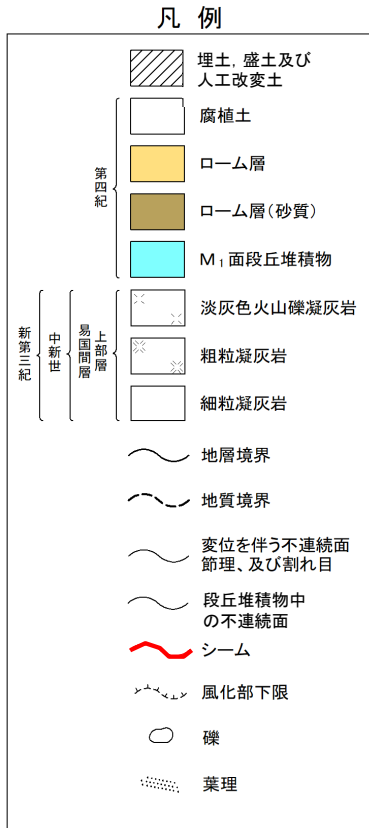 凡 例
埋土，盛土及び
人工改変土
腐植土
ローム層
ローム層（砂質）
M₁面段丘堆積物
第四紀
淡灰色火山礫凝灰岩
粗粒凝灰岩
細粒凝灰岩
新第三紀
中新世
易国間層
上部層
地層境界
地質境界
変位を伴う不連続面
節理、及び割れ目
段丘堆積物中
の不連続面
シーム
風化部下限
礫
葉理